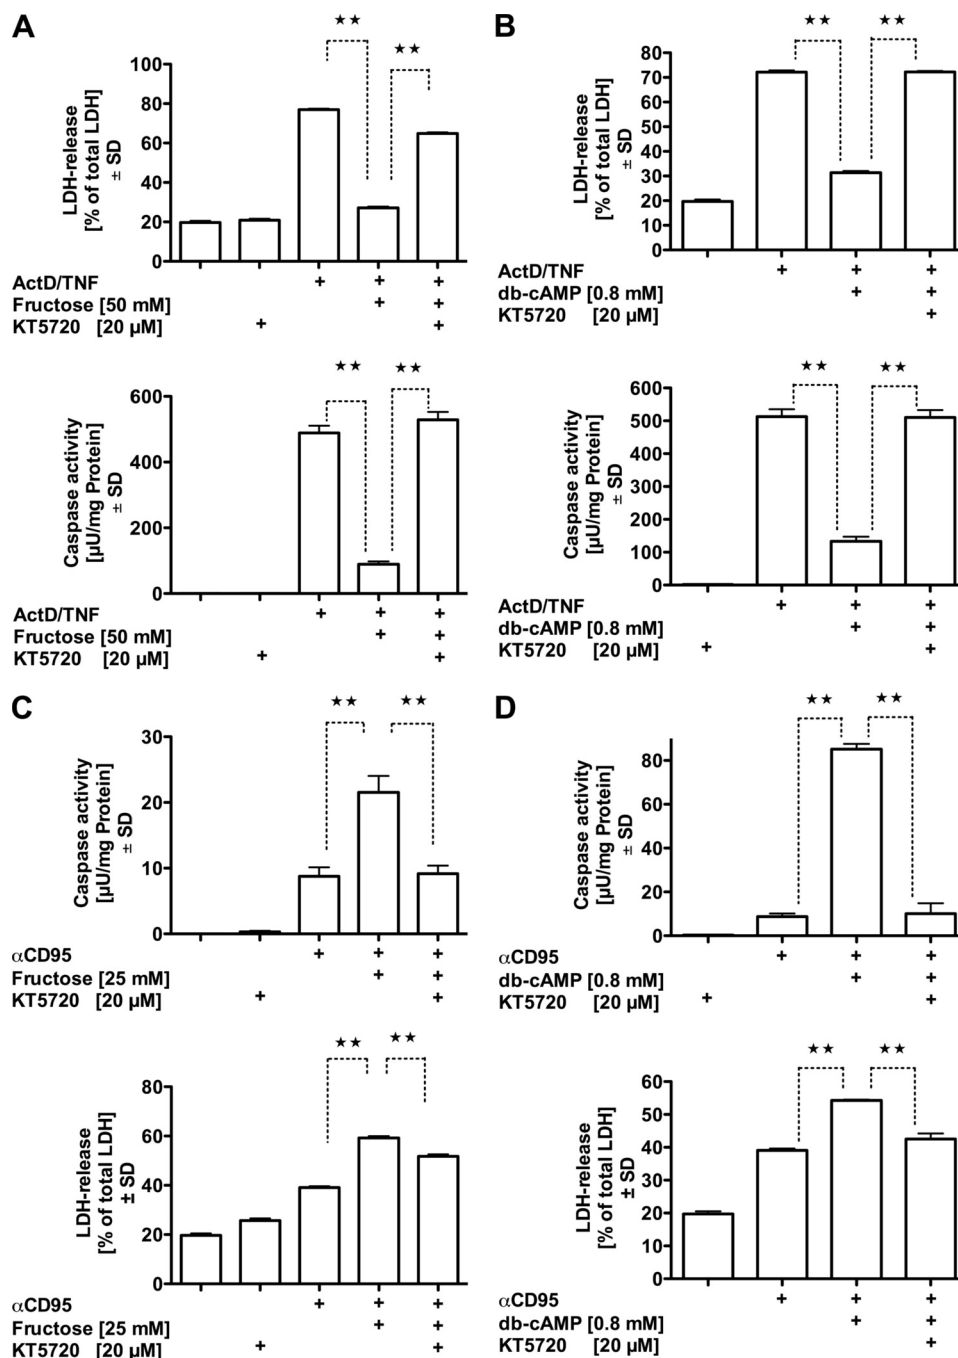 A
★★
★★
LDH-release
[% of total LDH]
± SD
100
80
60
40
20
0
ActD/TNF + + +
Fructose [50 mM] + +
KT5720 [20 µM] + +
★★
★★
Caspase activity
[µU/mg Protein]
± SD
600
400
200
0
ActD/TNF + + +
Fructose [50 mM] + +
KT5720 [20 µM] + +
B
★★
★★
LDH-release
[% of total LDH]
± SD
80
70
60
50
40
30
20
10
0
ActD/TNF + + +
db-cAMP [0.8 mM] + +
KT5720 [20 µM] +
★★
★★
Caspase activity
[µU/mg Protein]
± SD
600
500
400
300
200
100
0
ActD/TNF + + +
db-cAMP [0.8 mM] + +
KT5720 [20 µM] + +
C
★★
★★
Caspase activity
[µU/mg Protein]
± SD
30
20
10
0
αCD95 + + +
Fructose [25 mM] + +
KT5720 [20 µM] + +
★★
★★
LDH-release
[% of total LDH]
± SD
80
60
40
20
0
αCD95 + + +
Fructose [25 mM] + +
KT5720 [20 µM] + +
D
★★
★★
Caspase activity
[µU/mg Protein]
± SD
80
60
40
20
0
αCD95 + + +
db-cAMP [0.8 mM] + +
KT5720 [20 µM] + +
★★
★★
LDH-release
[% of total LDH]
± SD
60
50
40
30
20
10
0
αCD95 + + +
db-cAMP [0.8 mM] + +
KT5720 [20 µM] +